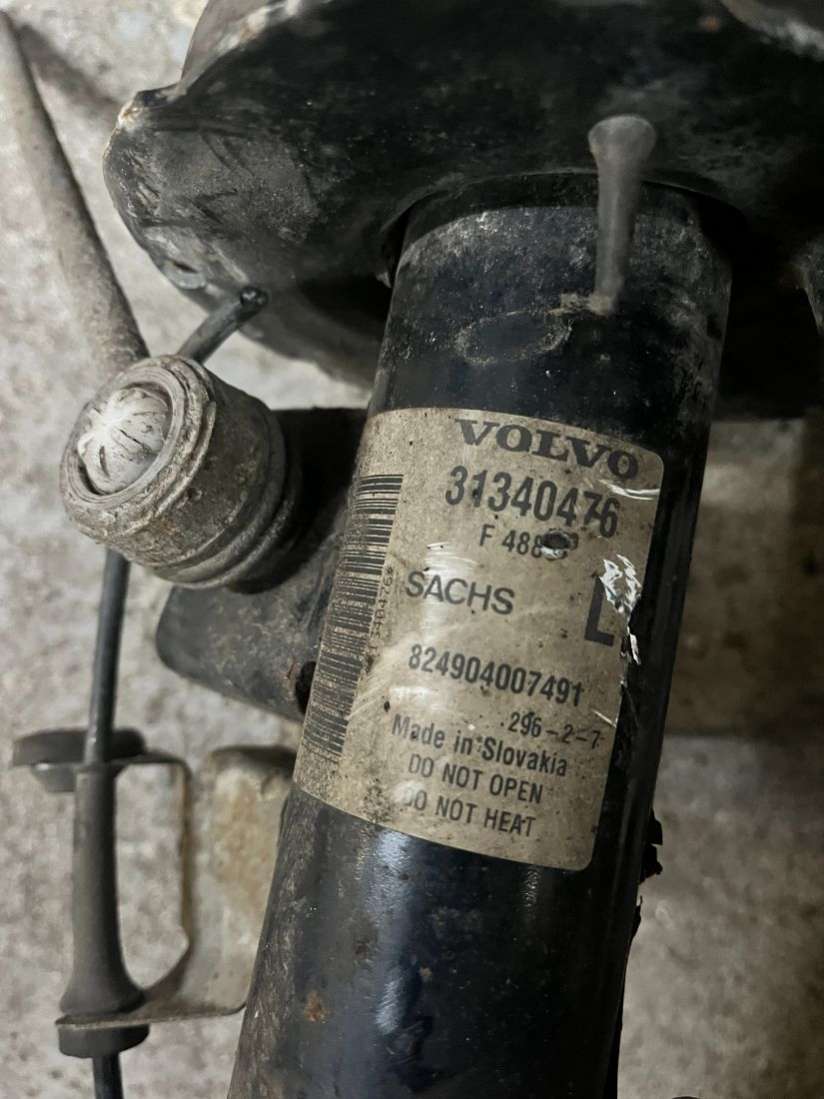 VOLVO
31340476
SACHS
L
824904007491
296-2-7
Made in Slovakia
DO NOT OPEN
DO NOT HEAT